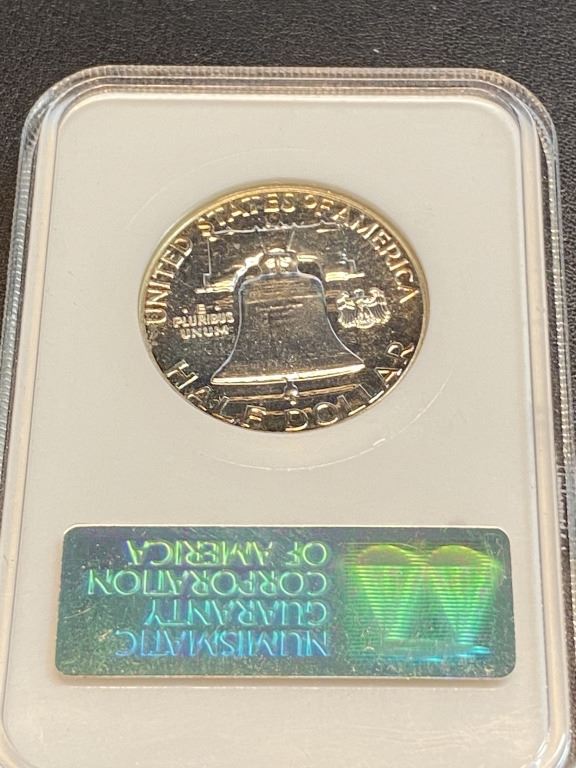 UNITED STATES OF AMERICA
E
PLURIBUS
UNUM
HALF DOLLAR
NUMISMATIC
GUARANTY
CORPORATION
OF AMERICA